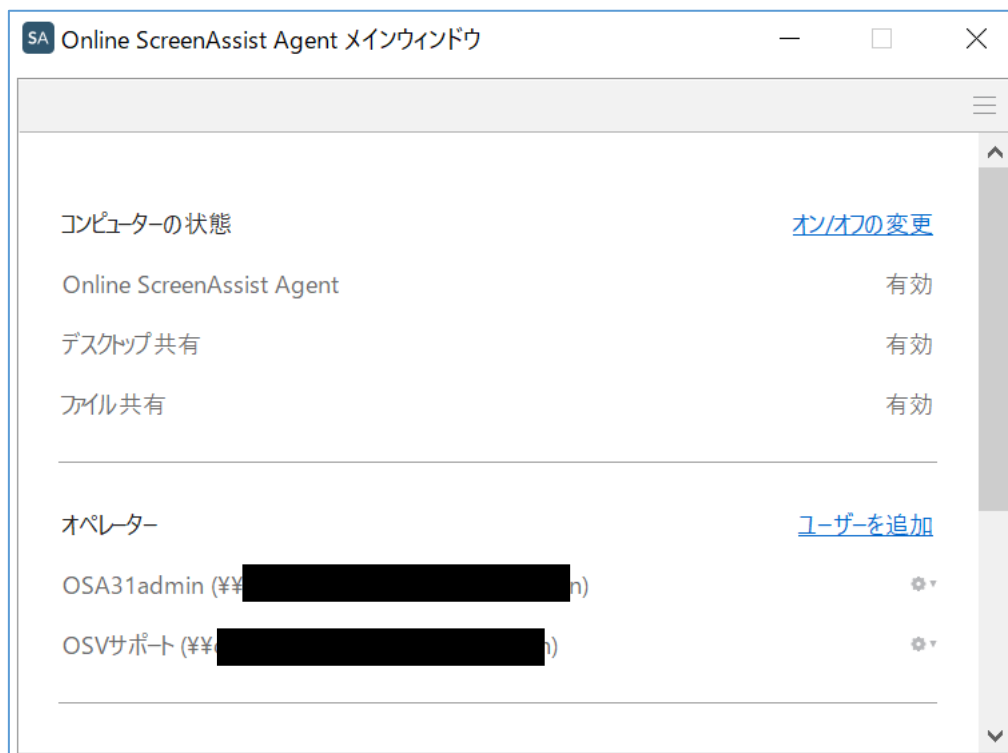 SA Online ScreenAssist Agent メインウィンドウ
コンピューターの状態 オン/オフの変更
Online ScreenAssist Agent 有効
デスクトップ共有 有効
ファイル共有 有効
オペレーター ユーザーを追加
OSA31admin (¥¥ n)
OSVサポート (¥¥ n)